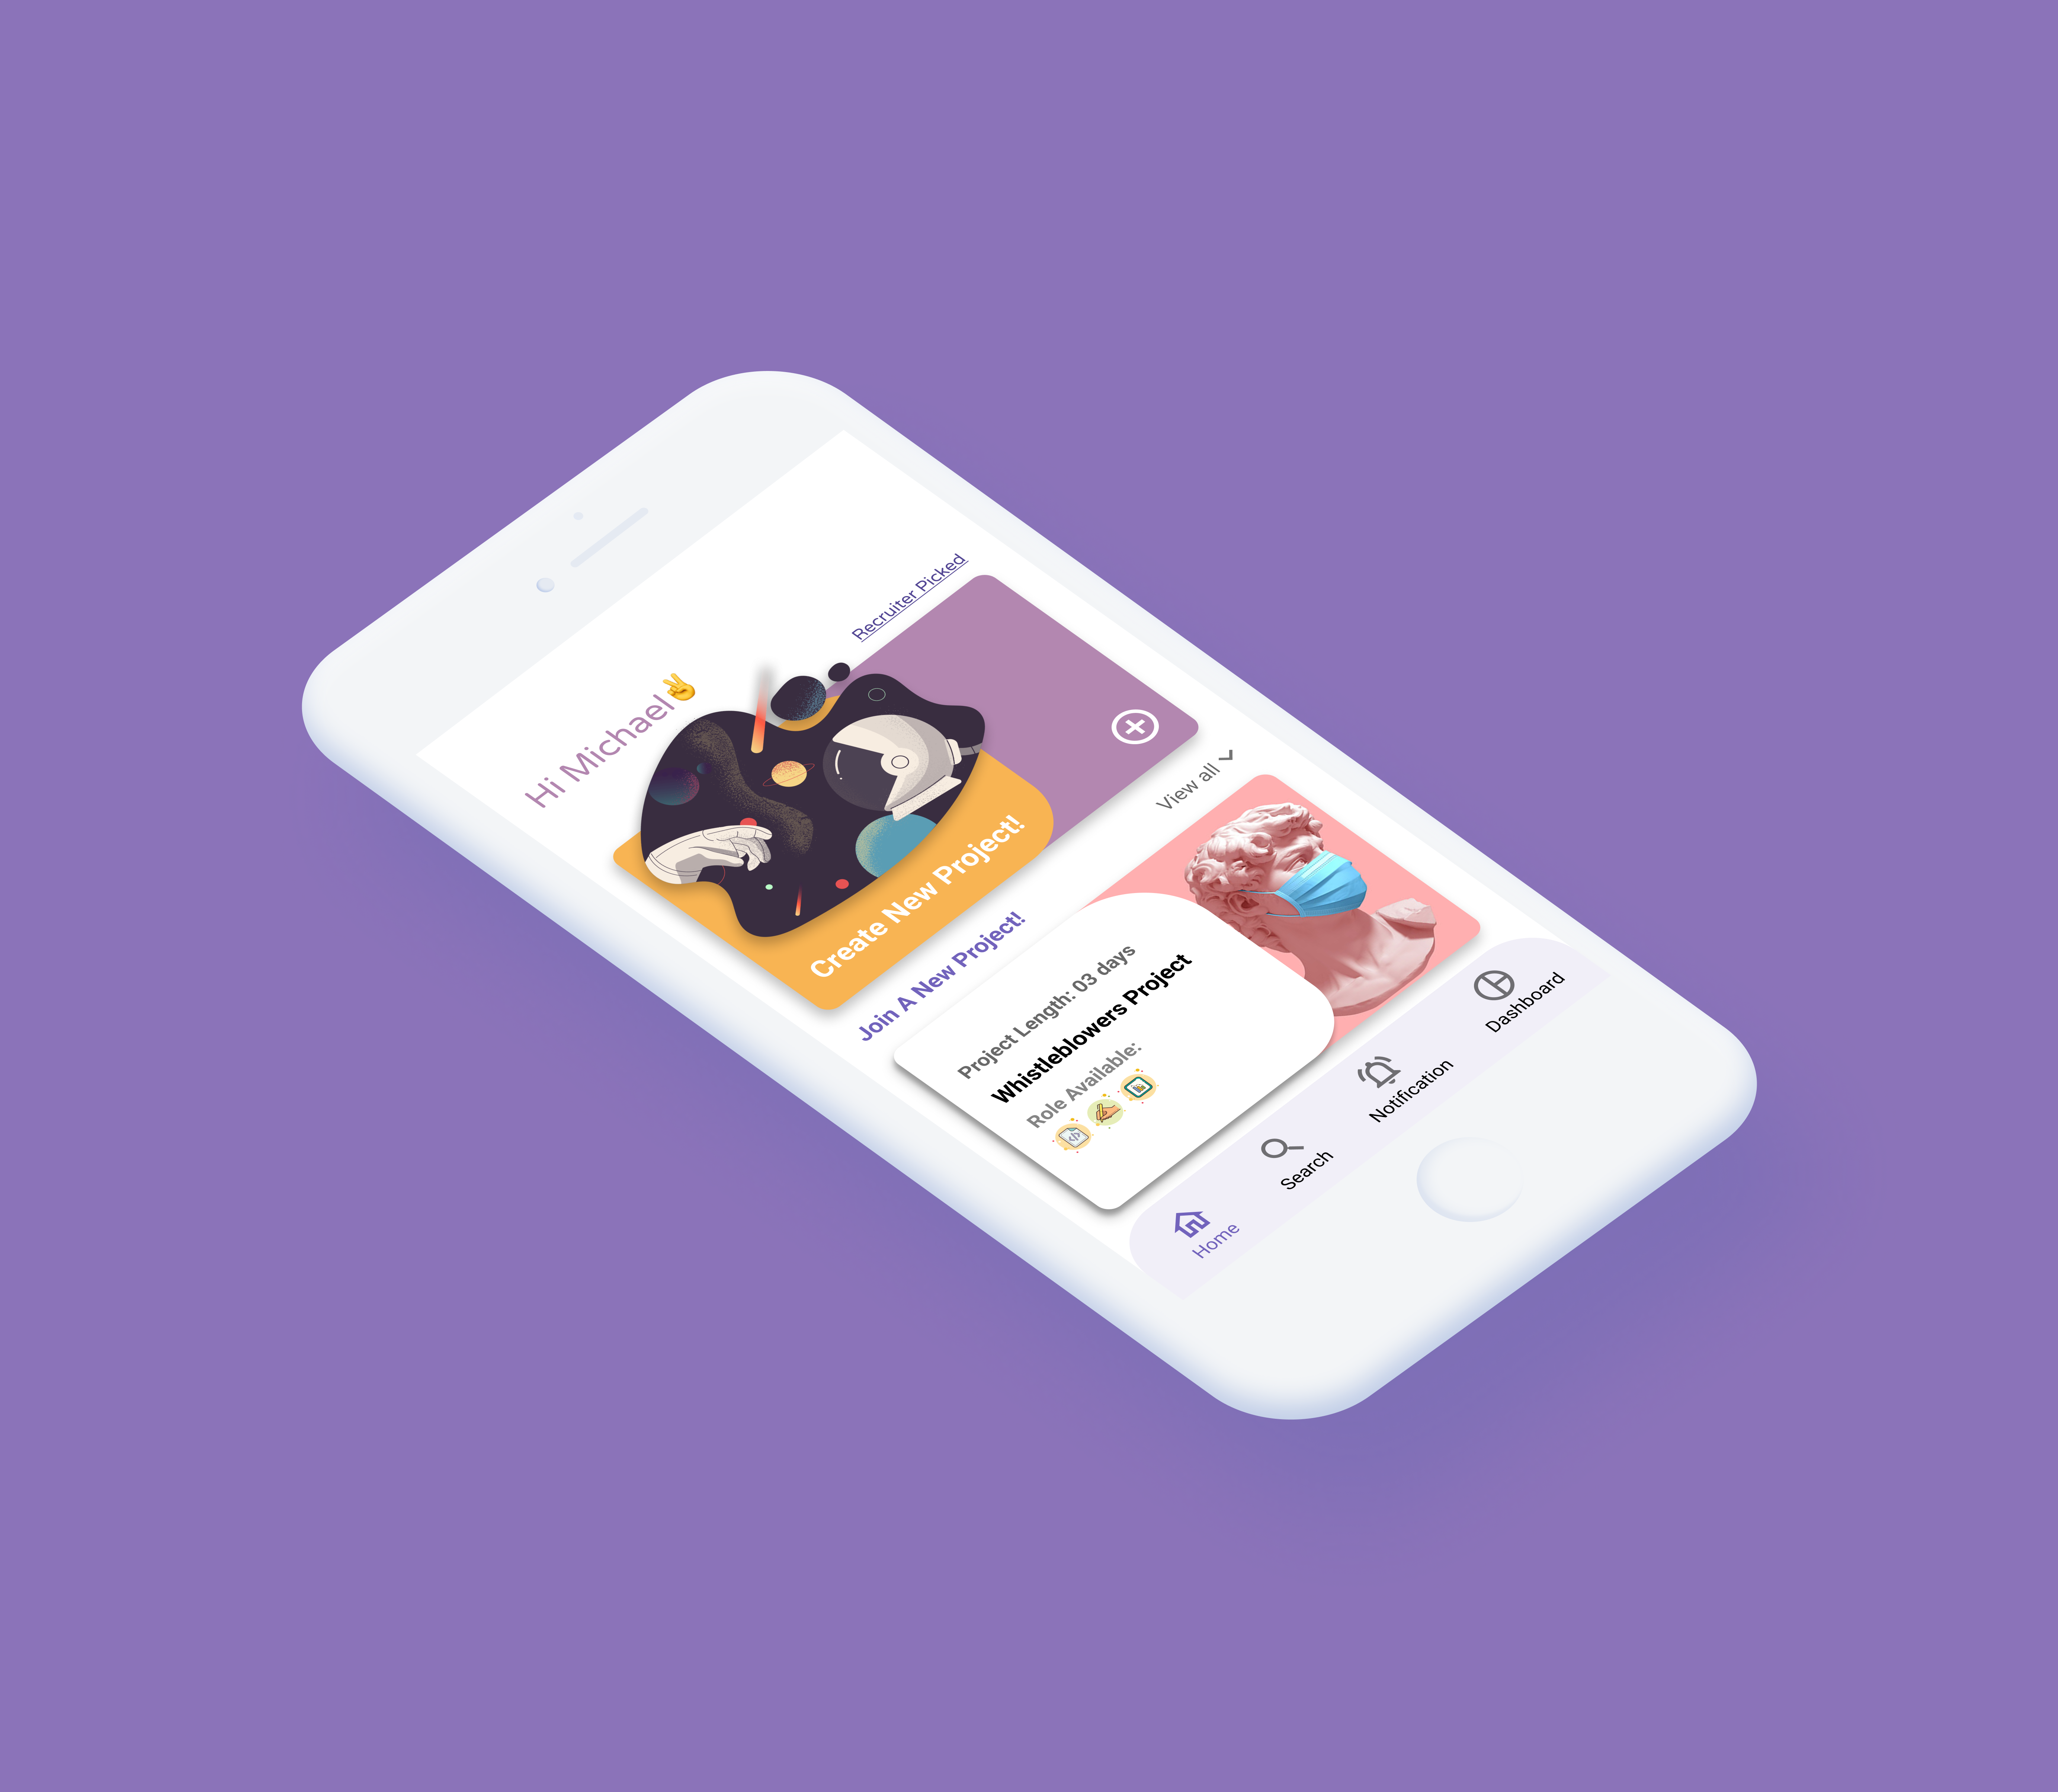 Recruiter Picked
Hi Michael✌
Create New Project!
Join A New Project!
View all
Project Length: 03 days
Whistleblowers Project
Role Available:
Home
Search
Notification
Dashboard